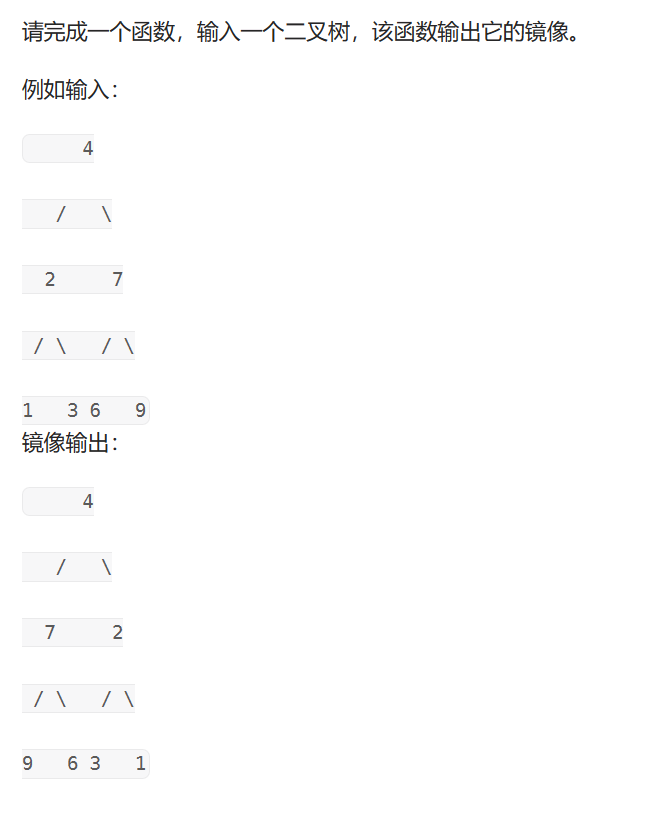 请完成一个函数，输入一个二叉树，该函数输出它的镜像。
例如输入：
     4
   /   \
  2     7
 / \   / \
1   3 6   9
镜像输出：
     4
   /   \
  7     2
 / \   / \
9   6 3   1